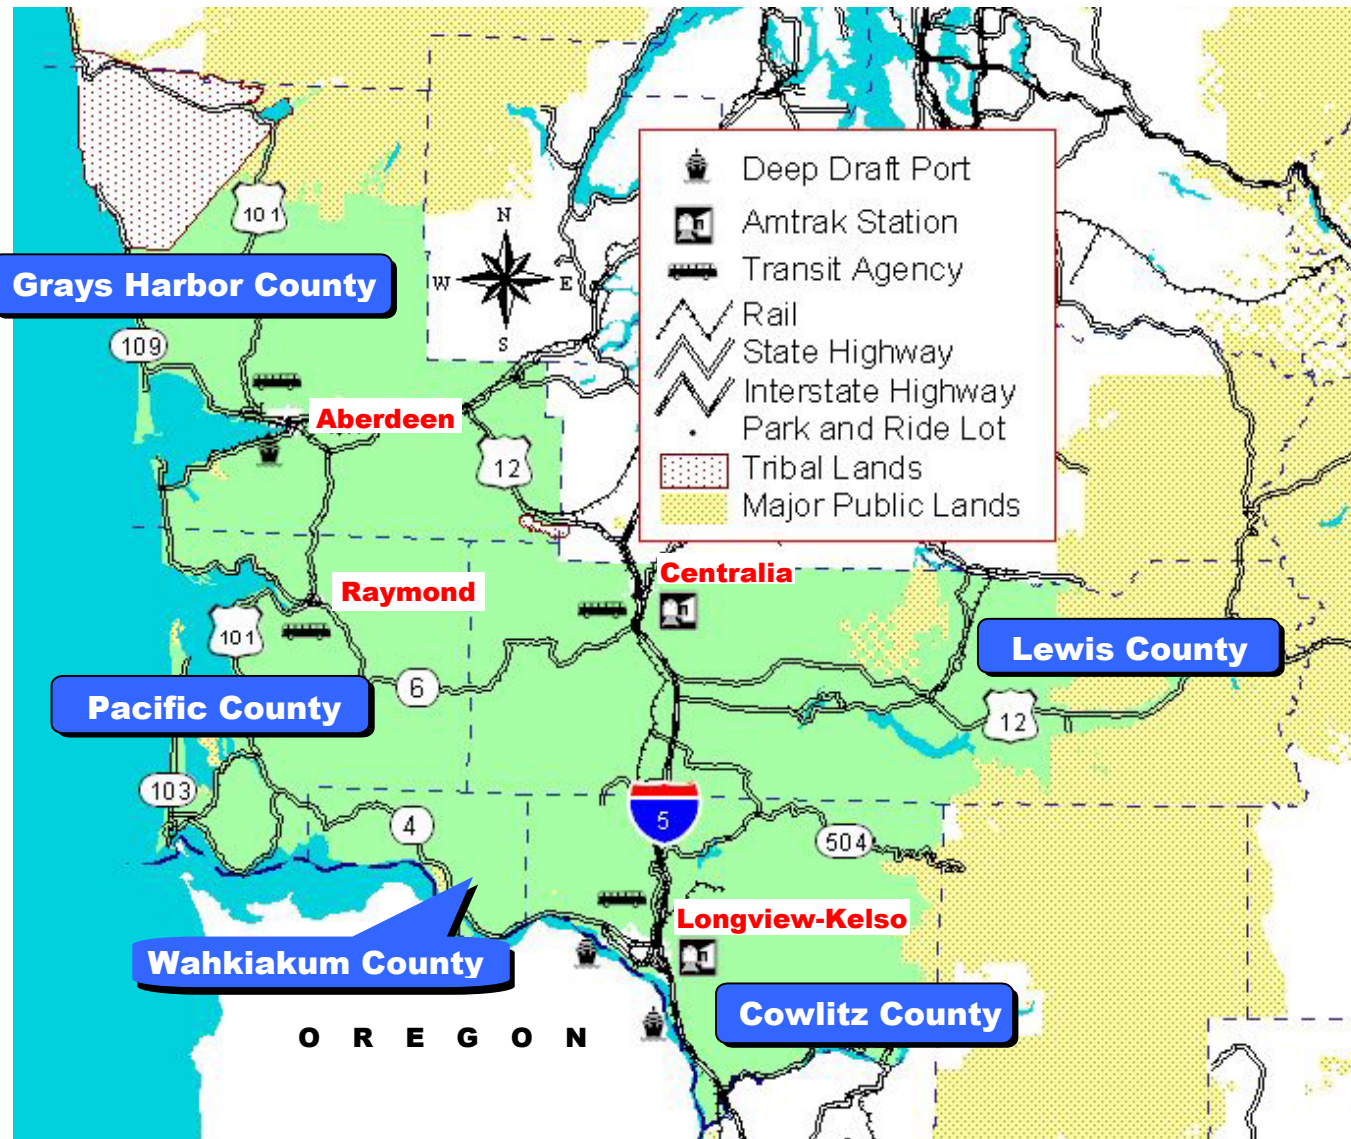 Deep Draft Port
Amtrak Station
Transit Agency
Rail
State Highway
Interstate Highway
Park and Ride Lot
Tribal Lands
Major Public Lands
N
W
E
S
101
Grays Harbor County
109
Aberdeen
12
Centralia
Raymond
101
Lewis County
6
Pacific County
12
103
4
5
504
Longview-Kelso
Wahkiakum County
Cowlitz County
OREGON